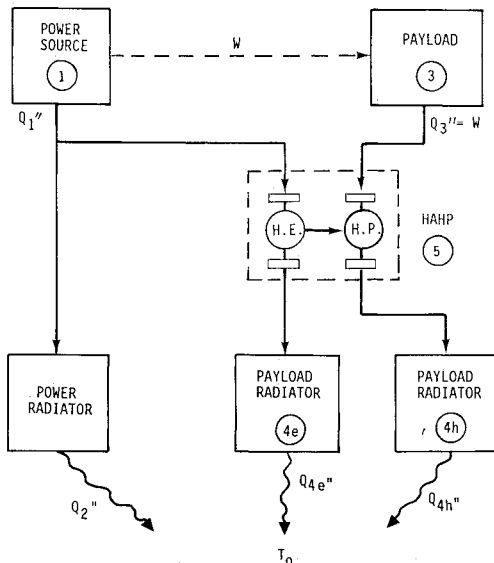 POWER
SOURCE
1
W
PAYLOAD
3
Q1"
Q3"= W
H.E.
H.P.
HAHP
5
POWER
RADIATOR
PAYLOAD
RADIATOR
4e
PAYLOAD
RADIATOR
4h
Q2"
Q4e"
Q4h"
To